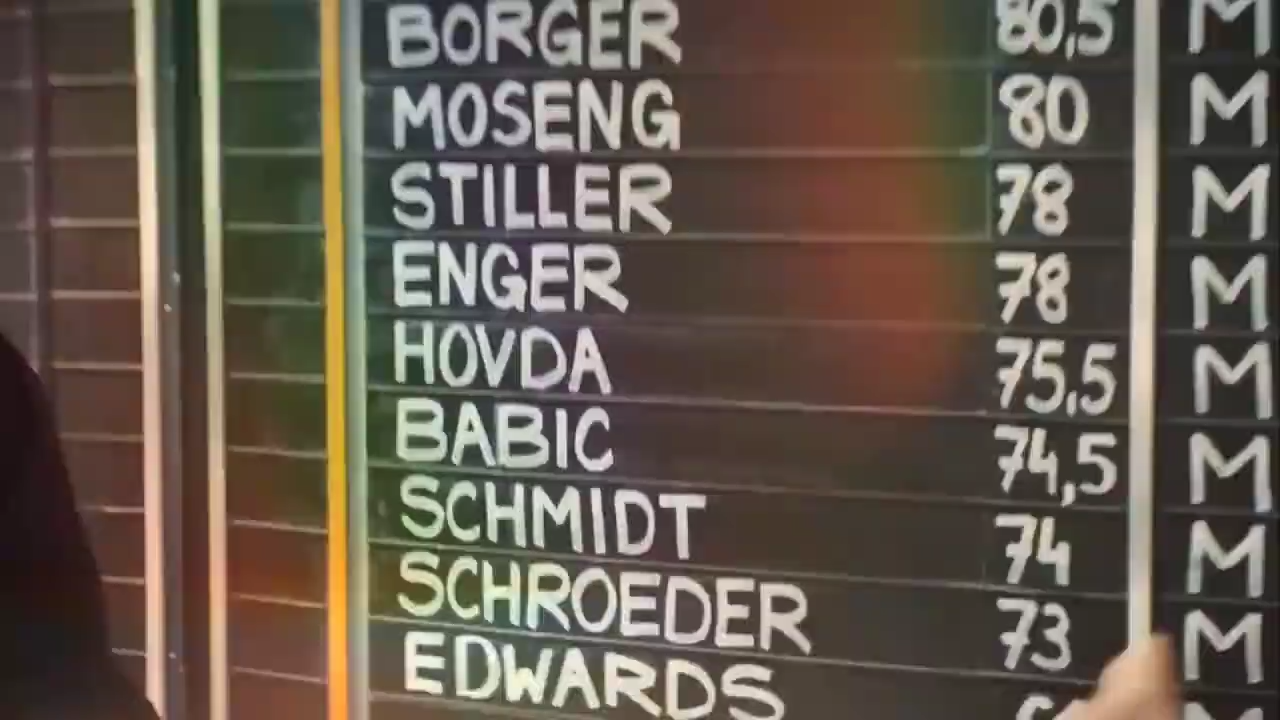 BORGER 80,5 M
MOSENG 80 M
STILLER 78 M
ENGER 78 M
HOVDA 75,5 M
BABIC 74,5 M
SCHMIDT 74 M
SCHROEDER 73 M
EDWARDS